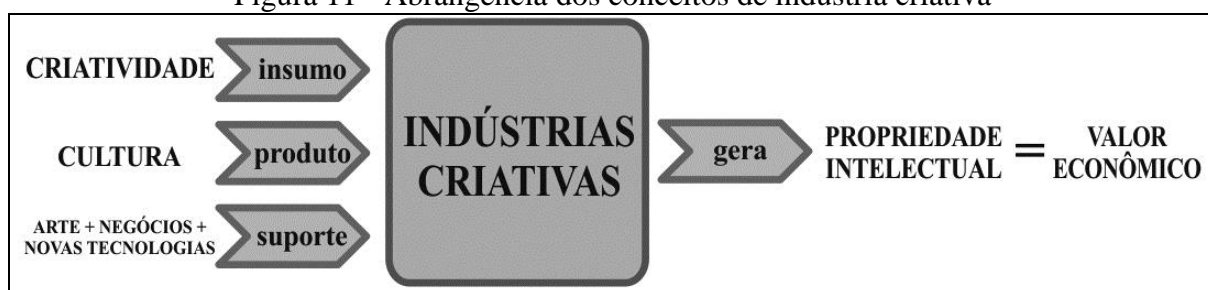 Figura 11 - Abrangência dos conceitos de indústria criativa
CRIATIVIDADE
insumo
CULTURA
produto
ARTE + NEGÓCIOS +
NOVAS TECNOLOGIAS
suporte
INDÚSTRIAS
CRIATIVAS
gera
PROPRIEDADE
INTELECTUAL
=
VALOR
ECONÔMICO